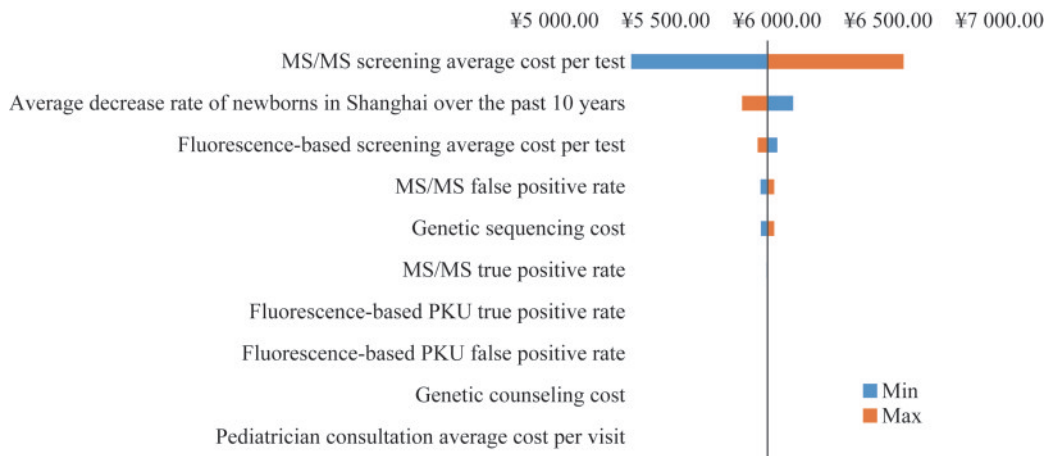 ¥5 000.00 ¥5 500.00 ¥6 000.00 ¥6 500.00 ¥7 000.00
MS/MS screening average cost per test
Average decrease rate of newborns in Shanghai over the past 10 years
Fluorescence-based screening average cost per test
MS/MS false positive rate
Genetic sequencing cost
MS/MS true positive rate
Fluorescence-based PKU true positive rate
Fluorescence-based PKU false positive rate
Genetic counseling cost
Pediatrician consultation average cost per visit
Min
Max